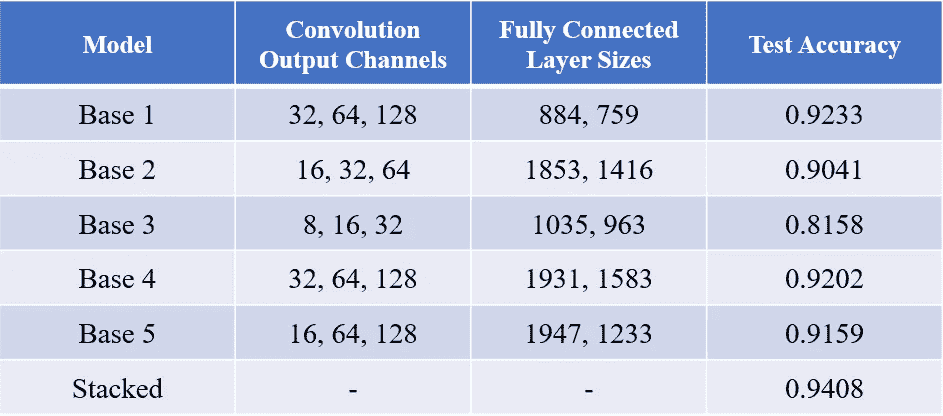 Model Convolution Output Channels Fully Connected Layer Sizes Test Accuracy
Base 1 32, 64, 128 884, 759 0.9233
Base 2 16, 32, 64 1853, 1416 0.9041
Base 3 8, 16, 32 1035, 963 0.8158
Base 4 32, 64, 128 1931, 1583 0.9202
Base 5 16, 64, 128 1947, 1233 0.9159
Stacked - - 0.9408